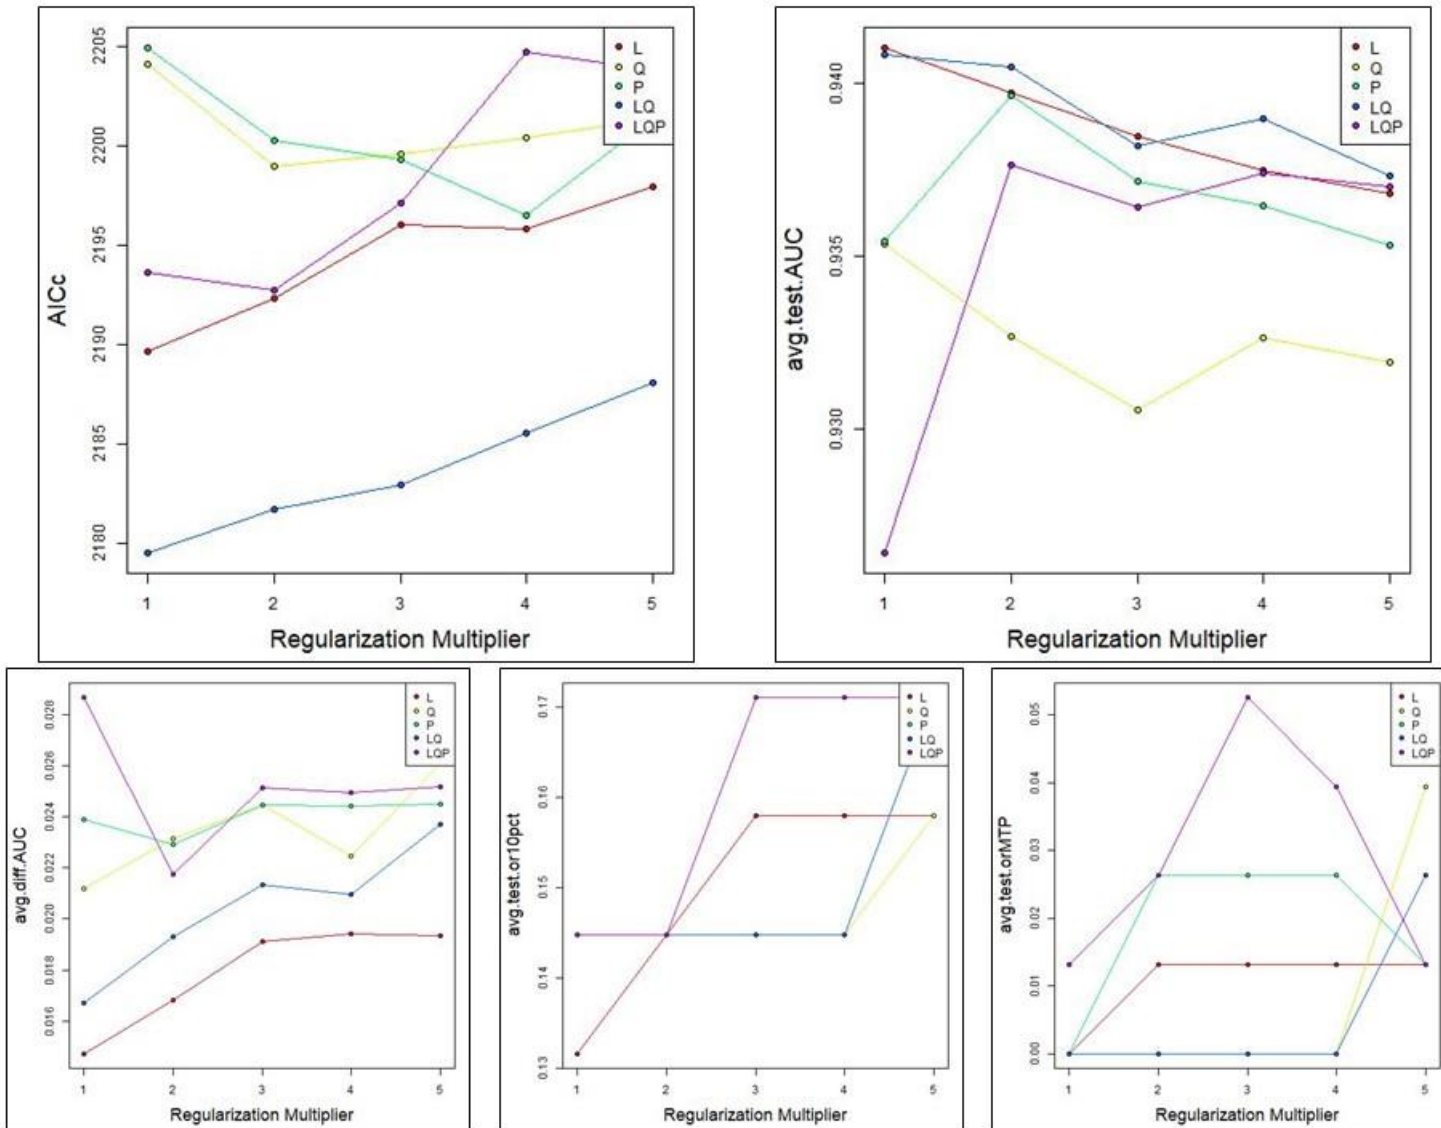 AICc
2205
2200
2195
2190
2185
2180
1 2 3 4 5
Regularization Multiplier
L
Q
P
LQ
LQP
avg.test.AUC
0.940
0.935
0.930
1 2 3 4 5
Regularization Multiplier
L
Q
P
LQ
LQP
avg.diff.AUC
0.028
0.026
0.024
0.022
0.020
0.018
0.016
1 2 3 4 5
Regularization Multiplier
L
Q
P
LQ
LQP
avg.test.or10pct
0.17
0.16
0.15
0.14
0.13
1 2 3 4 5
Regularization Multiplier
L
Q
P
LQ
LQP
avg.test.orMTP
0.05
0.04
0.03
0.02
0.01
0.00
1 2 3 4 5
Regularization Multiplier
L
Q
P
LQ
LQP